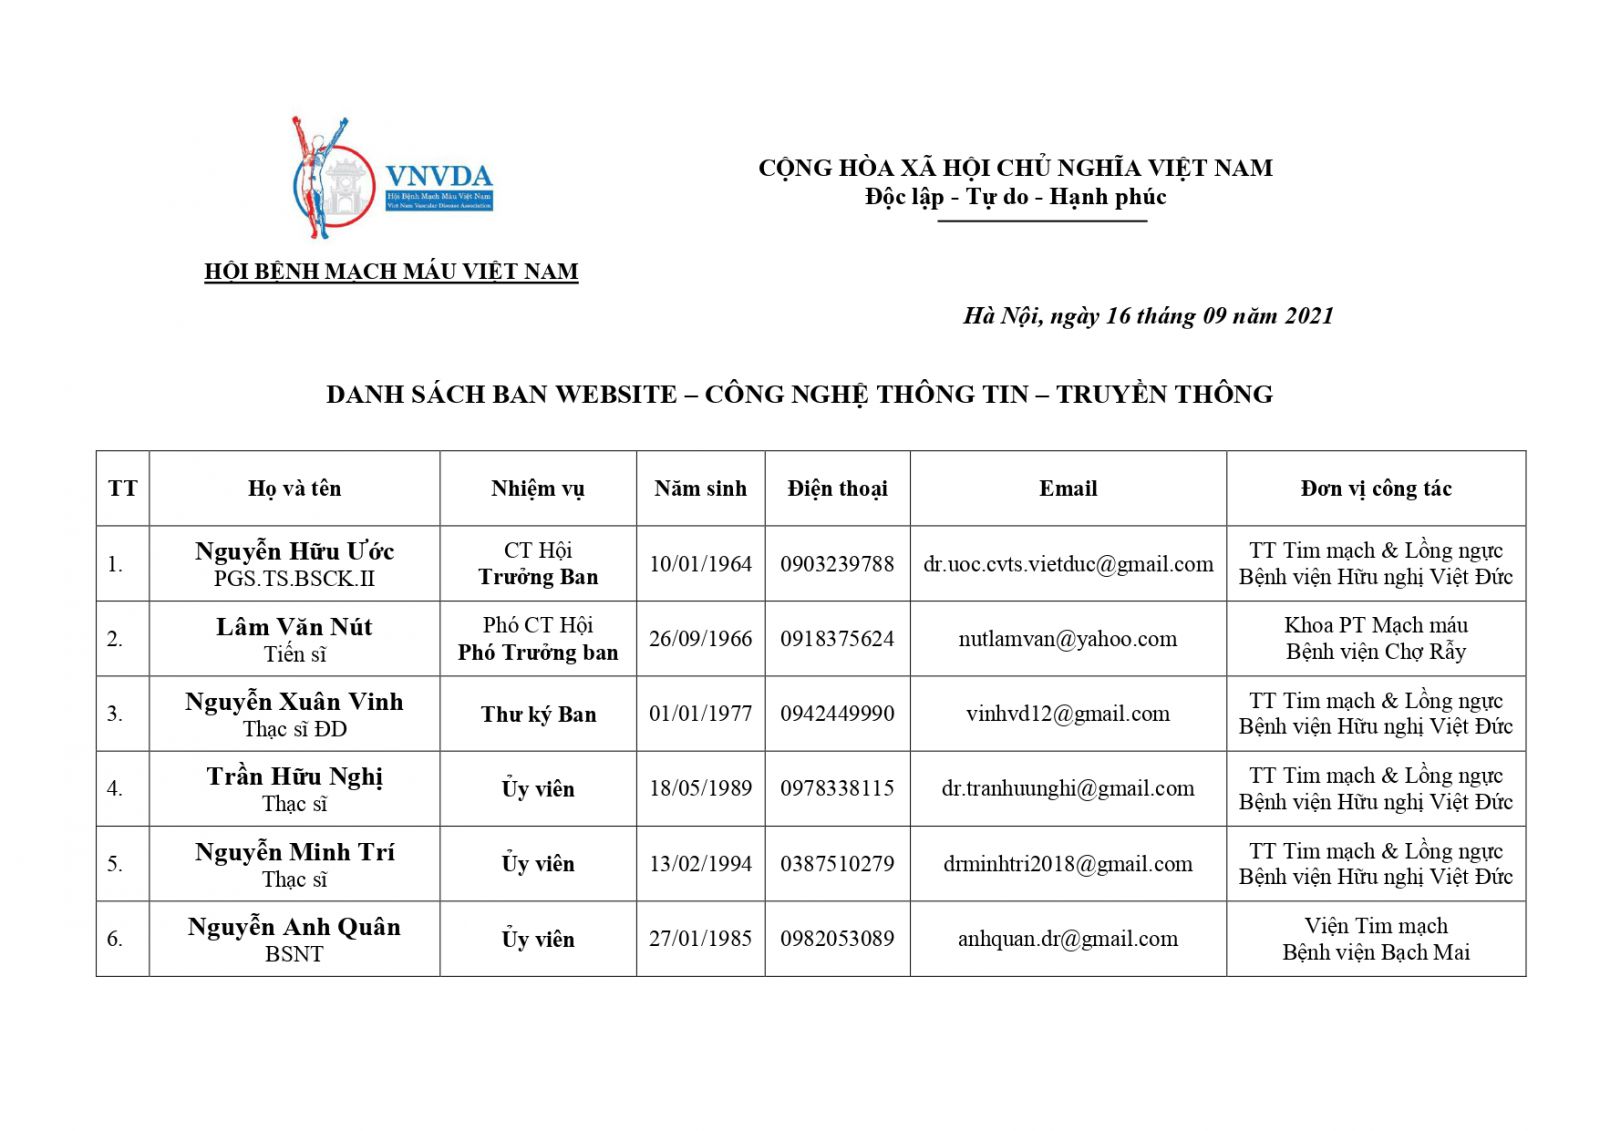 VNVDA
Hội Bệnh Mạch Máu Việt Nam
Viet Nam Vascular Disease Association
HỘI BỆNH MẠCH MÁU VIỆT NAM
CỘNG HÒA XÃ HỘI CHỦ NGHĨA VIỆT NAM
Độc lập - Tự do - Hạnh phúc
Hà Nội, ngày 16 tháng 09 năm 2021
DANH SÁCH BAN WEBSITE – CÔNG NGHỆ THÔNG TIN – TRUYỀN THÔNG
TT Họ và tên Nhiệm vụ Năm sinh Điện thoại Email Đơn vị công tác
1. Nguyễn Hữu Ước CT Hội 10/01/1964 0903239788 dr.uoc.cvts.vietduc@gmail.com TT Tim mạch & Lồng ngực
PGS.TS.BSCK.II Trưởng Ban Bệnh viện Hữu nghị Việt Đức
2. Lâm Văn Nút Phó CT Hội 26/09/1966 0918375624 nutlamvan@yahoo.com Khoa PT Mạch máu
Tiến sĩ Phó Trưởng ban Bệnh viện Chợ Rẫy
3. Nguyễn Xuân Vinh Thư ký Ban 01/01/1977 0942449990 vinhvd12@gmail.com TT Tim mạch & Lồng ngực
Thạc sĩ ĐD Bệnh viện Hữu nghị Việt Đức
4. Trần Hữu Nghị Ủy viên 18/05/1989 0978338115 dr.tranhuunghi@gmail.com TT Tim mạch & Lồng ngực
Thạc sĩ Bệnh viện Hữu nghị Việt Đức
5. Nguyễn Minh Trí Ủy viên 13/02/1994 0387510279 drminhtri2018@gmail.com TT Tim mạch & Lồng ngực
Thạc sĩ Bệnh viện Hữu nghị Việt Đức
6. Nguyễn Anh Quân Ủy viên 27/01/1985 0982053089 anhquan.dr@gmail.com Viện Tim mạch
BSNT Bệnh viện Bạch Mai